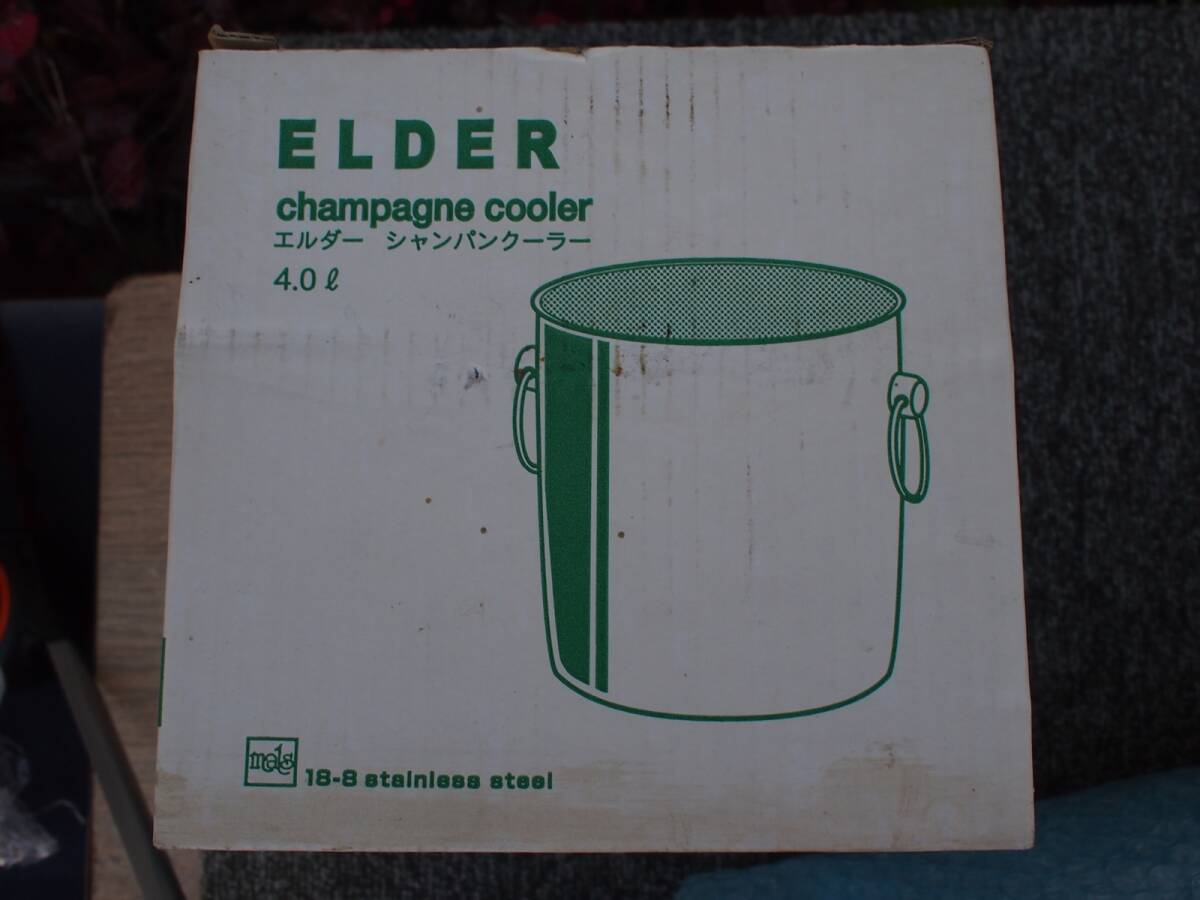 ELDER
champagne cooler
エルダー　シャンパンクーラー
4.0ℓ
18-8 stainless steel